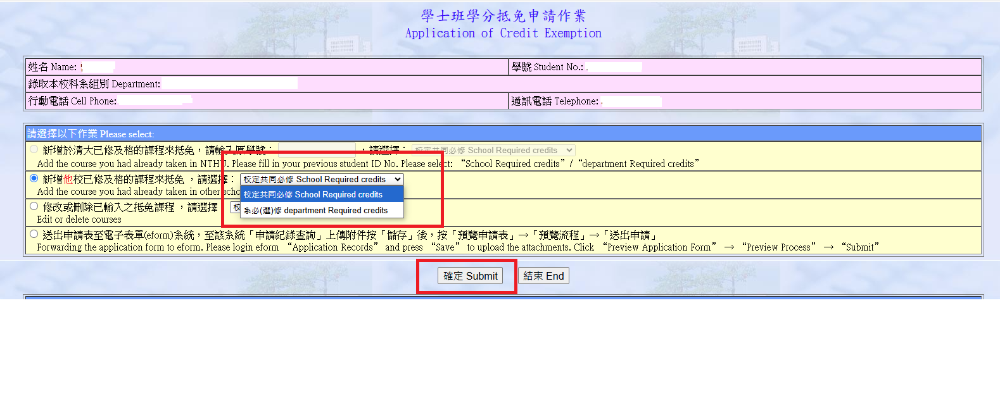 學士班學分抵免申請作業
Application of Credit Exemption
姓名 Name:
學號 Student No.:
錄取本校科系組別 Department:
行動電話 Cell Phone:
通訊電話 Telephone:
請選擇以下作業 Please select:
新增於清大已修及格的課程來抵免，請輸入原學號： ，請選擇： 校定共同必修 School Required credits
Add the course you had already taken in NTHU. Please fill in your previous student ID No. Please select: “School Required credits” / “department Required credits”
新增他校已修及格的課程來抵免 ，請選擇： 校定共同必修 School Required credits
Add the course you had already taken in other scho
校定共同必修 School Required credits
系必(選)修 department Required credits
修改或刪除已輸入之抵免課程 ，請選擇 校
Edit or delete courses
送出申請表至電子表單(eform)系統，至該系統「申請紀錄查詢」上傳附件按「儲存」後，按「預覽申請表」→「預覽流程」→「送出申請」
Forwarding the application form to eform. Please login eform “Application Records” and press “Save” to upload the attachments. Click “Preview Application Form” → “Preview Process” → “Submit”
確定 Submit
結束 End